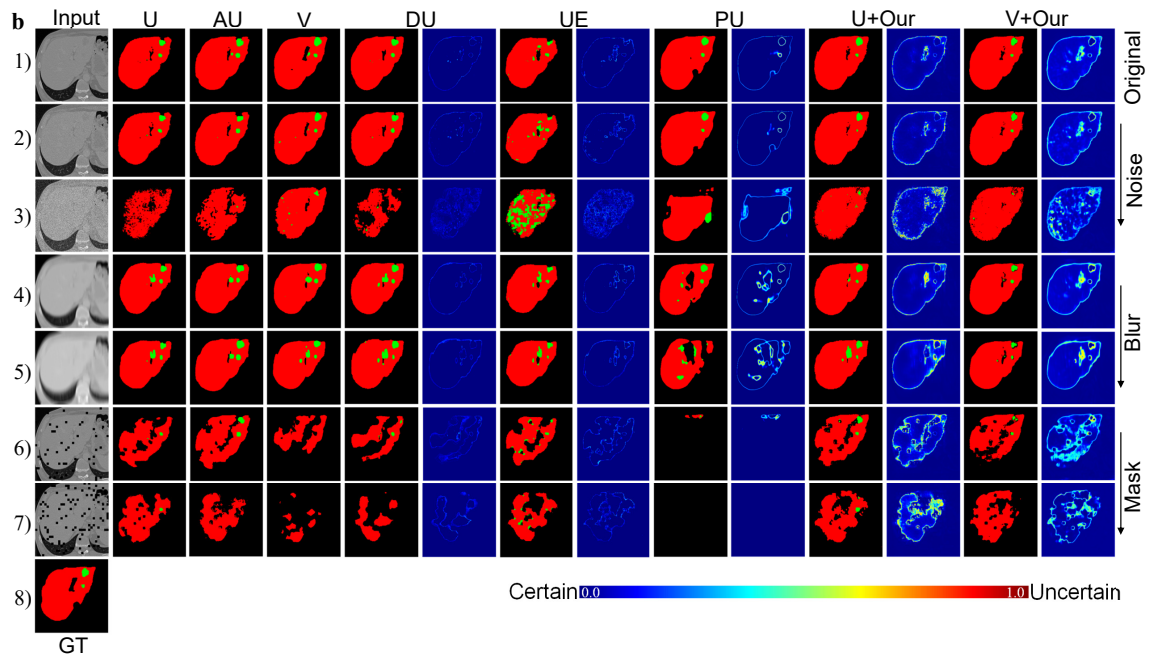 b Input U AU V DU UE PU U+Our V+Our
1)
Original
2)
Noise
3)
4)
Blur
5)
6)
Mask
7)
8)
Certain 0.0 1.0 Uncertain
GT